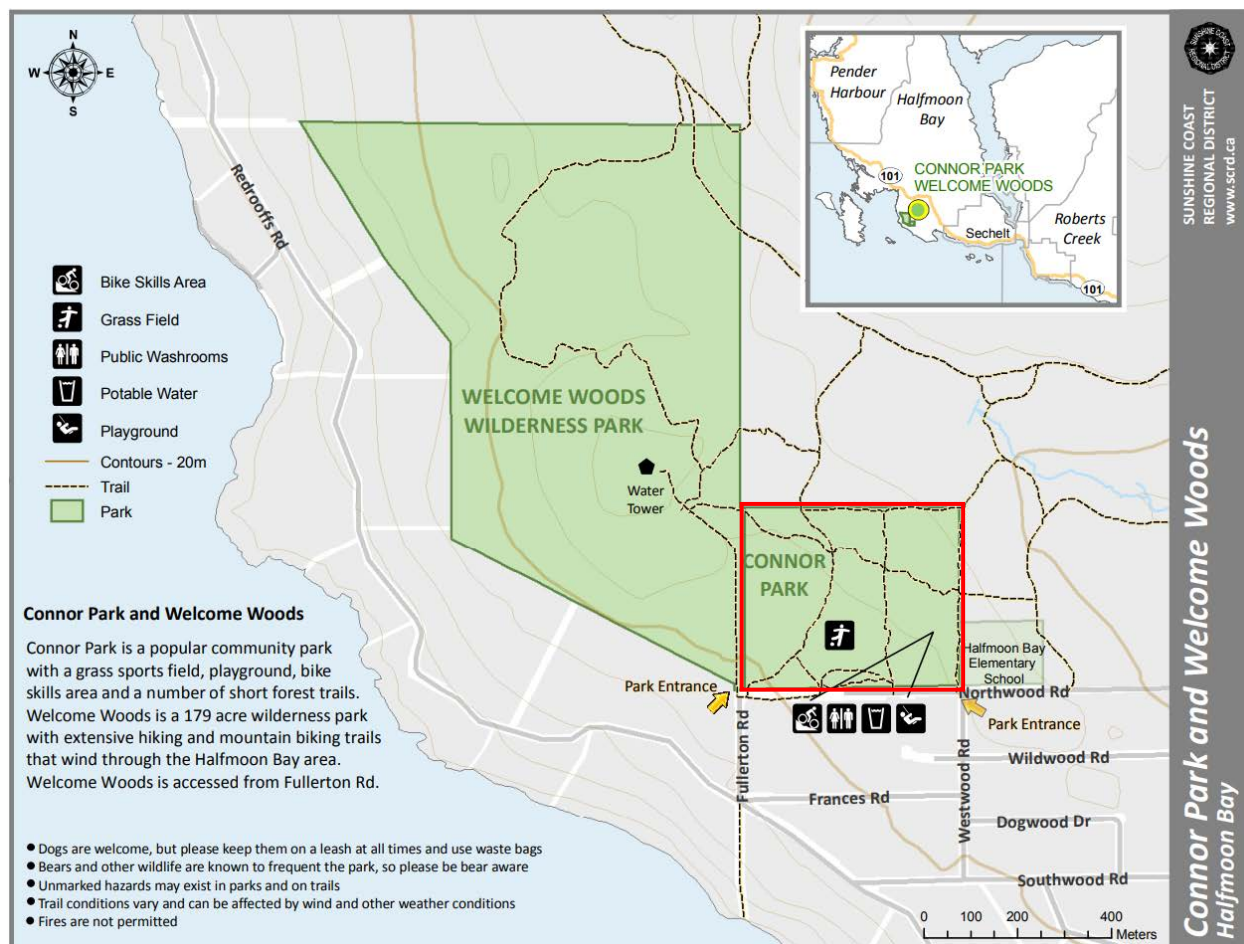 N
W
E
S
Redrooffs Rd
Bike Skills Area
Grass Field
Public Washrooms
Potable Water
Playground
Contours - 20m
Trail
Park
WELCOME WOODS
WILDERNESS PARK
Water
Tower
CONNOR
PARK
Pender
Harbour
Halfmoon
Bay
101
CONNOR PARK
WELCOME WOODS
Sechelt
Roberts
Creek
101
Halfmoon Bay
Elementary
School
Park Entrance
Northwood Rd
Park Entrance
Fullerton Rd
Westwood Rd
Wildwood Rd
Frances Rd
Dogwood Dr
Southwood Rd
0 100 200 400
Meters
Connor Park and Welcome Woods
Connor Park is a popular community park
with a grass sports field, playground, bike
skills area and a number of short forest trails.
Welcome Woods is a 179 acre wilderness park
with extensive hiking and mountain biking trails
that wind through the Halfmoon Bay area.
Welcome Woods is accessed from Fullerton Rd.
● Dogs are welcome, but please keep them on a leash at all times and use waste bags
● Bears and other wildlife are known to frequent the park, so please be bear aware
● Unmarked hazards may exist in parks and on trails
● Trail conditions vary and can be affected by wind and other weather conditions
● Fires are not permitted
SUNSHINE COAST
REGIONAL DISTRICT
SUNSHINE COAST
REGIONAL DISTRICT
www.scrd.ca
Connor Park and Welcome Woods
Halfmoon Bay